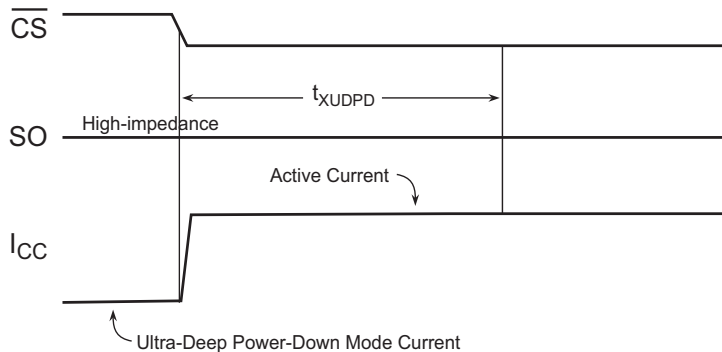 CS
tXUDPD
High-impedance
SO
Active Current
ICC
Ultra-Deep Power-Down Mode Current